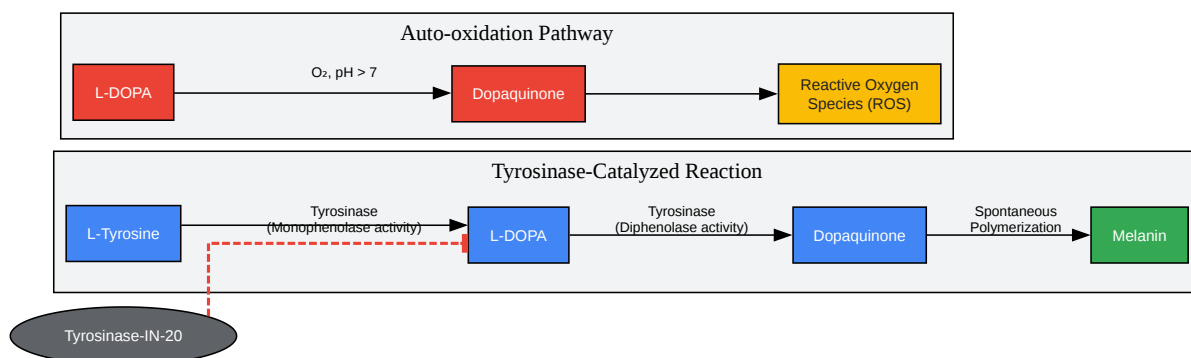 Auto-oxidation Pathway
O₂, pH > 7
L-DOPA
Dopaquinone
Reactive Oxygen
Species (ROS)
Tyrosinase-Catalyzed Reaction
Tyrosinase
(Monophenolase activity)
Tyrosinase
(Diphenolase activity)
Spontaneous
Polymerization
L-Tyrosine
L-DOPA
Dopaquinone
Melanin
Tyrosinase-IN-20